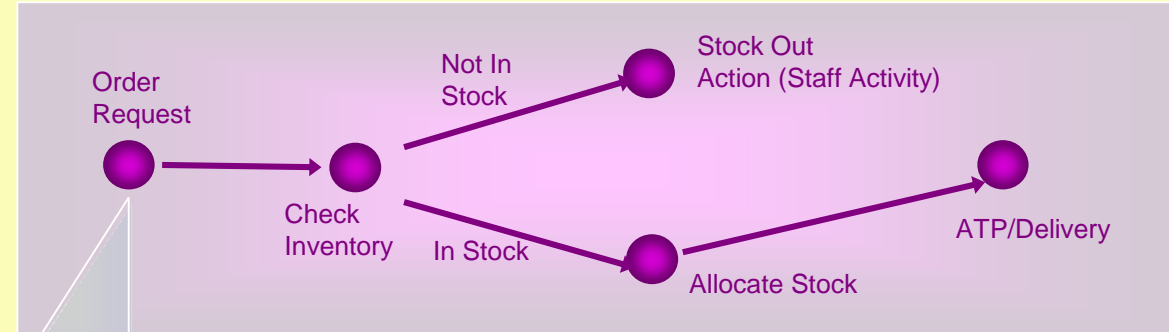 Order
Request
Not In
Stock
Stock Out
Action (Staff Activity)
Check
Inventory
In Stock
Allocate Stock
ATP/Delivery